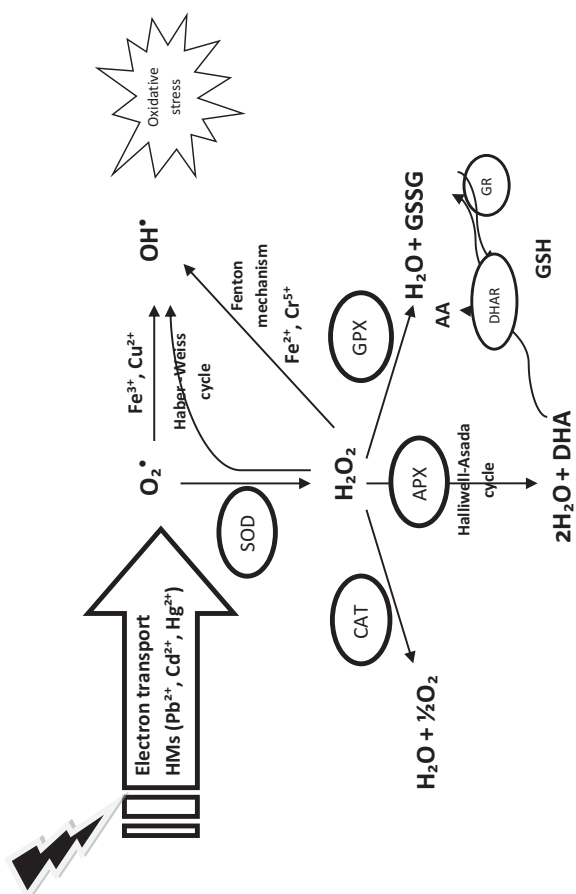 Oxidative
stress
Electron transport
HMs (Pb²⁺, Cd²⁺, Hg²⁺)
O₂•
Fe³⁺, Cu²⁺
Haber-Weiss
cycle
OH•
SOD
Fenton
mechanism
Fe²⁺, Cr⁵⁺
H₂O₂
CAT
APX
GPX
H₂O + ½O₂
Halliwell-Asada
cycle
H₂O + GSSG
AA
DHAR
GR
GSH
2H₂O + DHA